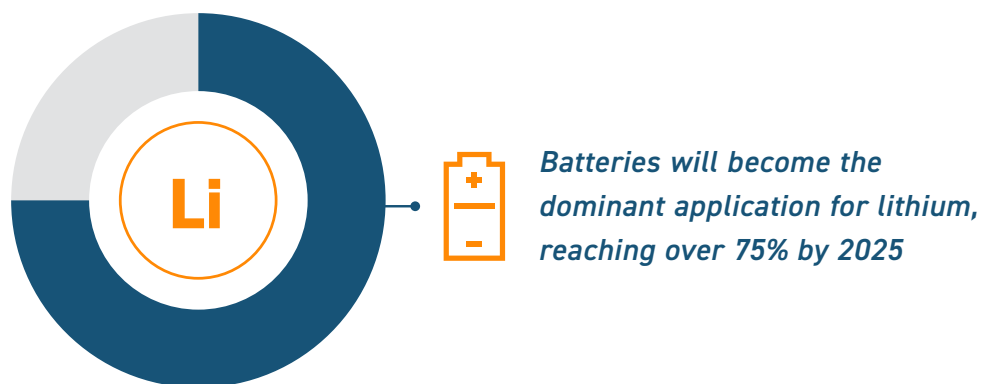 Li
Batteries will become the
dominant application for lithium,
reaching over 75% by 2025